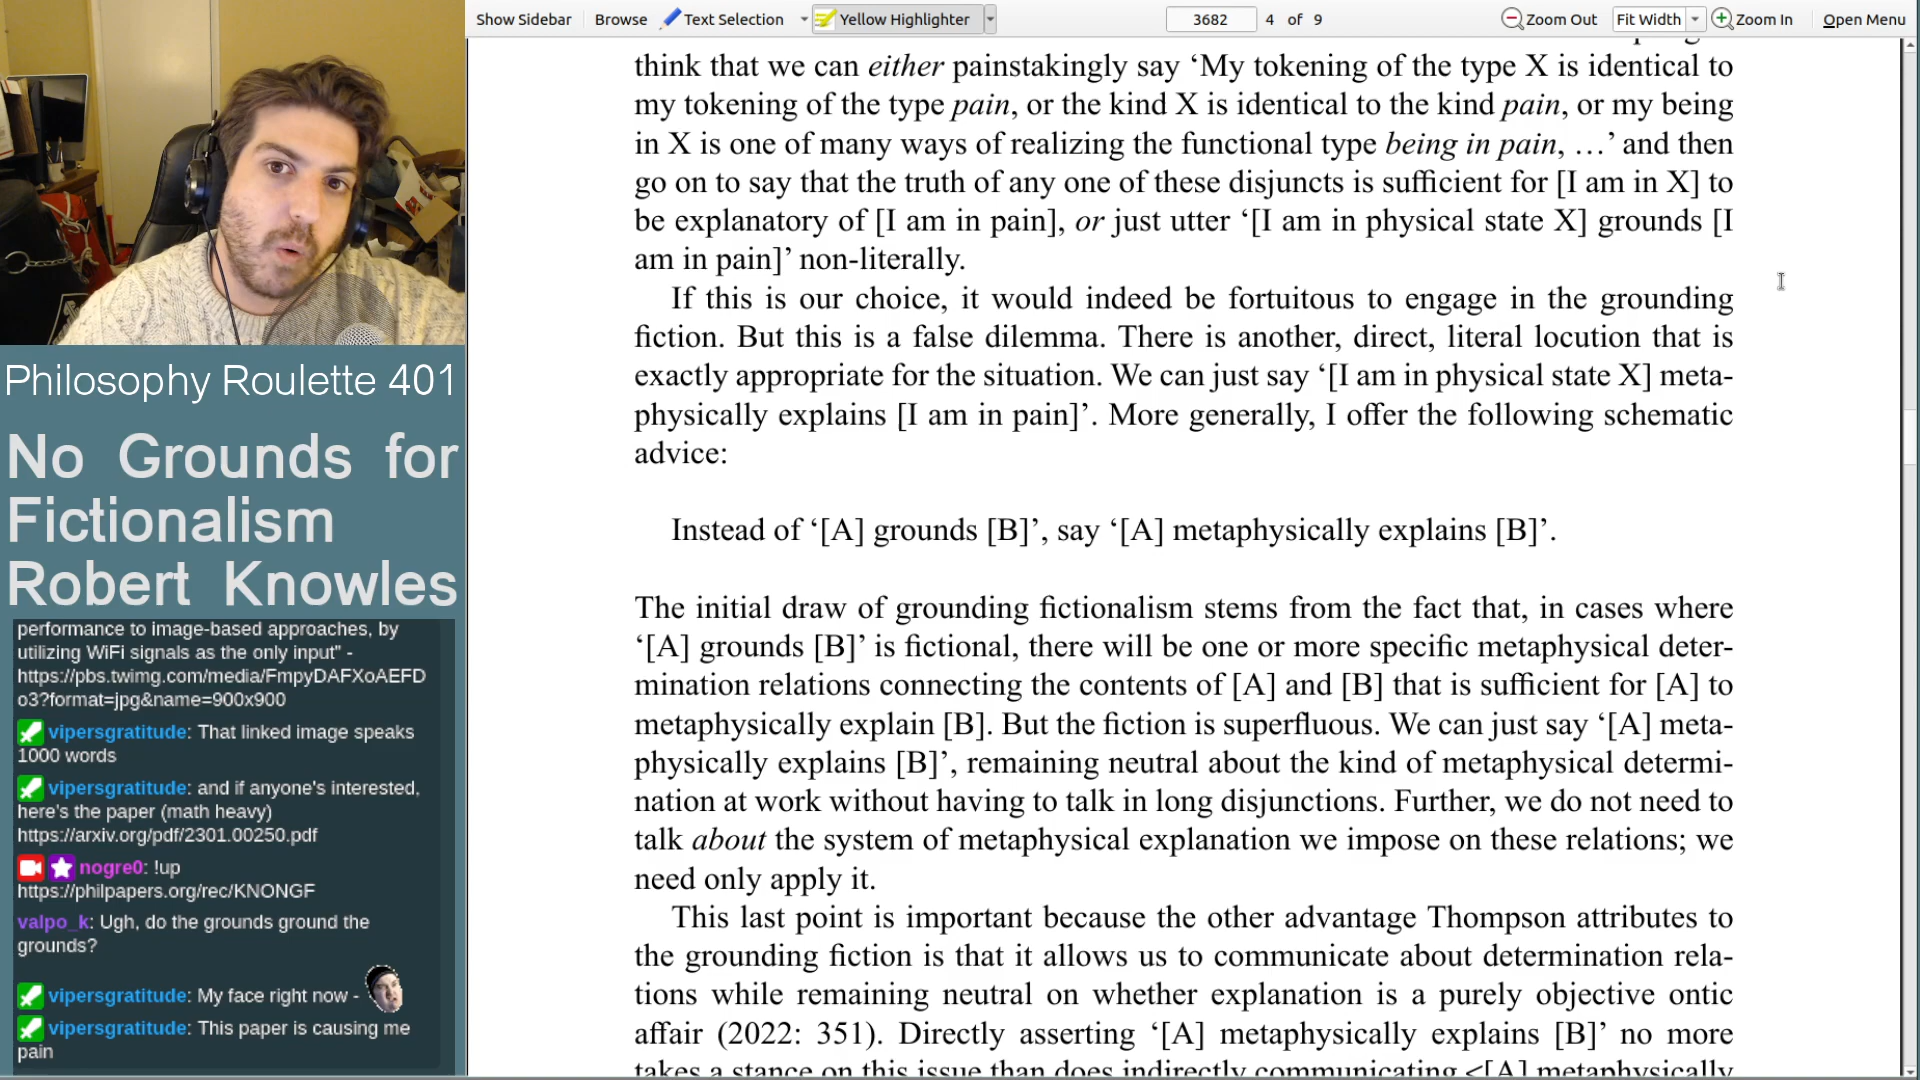 Show Sidebar Browse Text Selection Yellow Highlighter 3682 4 of 9 Zoom Out Fit Width Zoom In Open Menu
think that we can either painstakingly say ‘My tokening of the type X is identical to
my tokening of the type pain, or the kind X is identical to the kind pain, or my being
in X is one of many ways of realizing the functional type being in pain, …’ and then
go on to say that the truth of any one of these disjuncts is sufficient for [I am in X] to
be explanatory of [I am in pain], or just utter ‘[I am in physical state X] grounds [I
am in pain]’ non-literally.
If this is our choice, it would indeed be fortuitous to engage in the grounding
fiction. But this is a false dilemma. There is another, direct, literal locution that is
exactly appropriate for the situation. We can just say ‘[I am in physical state X] meta-
physically explains [I am in pain]’. More generally, I offer the following schematic
advice:
Instead of ‘[A] grounds [B]’, say ‘[A] metaphysically explains [B]’.
The initial draw of grounding fictionalism stems from the fact that, in cases where
‘[A] grounds [B]’ is fictional, there will be one or more specific metaphysical deter-
mination relations connecting the contents of [A] and [B] that is sufficient for [A] to
metaphysically explain [B]. But the fiction is superfluous. We can just say ‘[A] meta-
physically explains [B]’, remaining neutral about the kind of metaphysical determi-
nation at work without having to talk in long disjunctions. Further, we do not need to
talk about the system of metaphysical explanation we impose on these relations; we
need only apply it.
This last point is important because the other advantage Thompson attributes to
the grounding fiction is that it allows us to communicate about determination rela-
tions while remaining neutral on whether explanation is a purely objective ontic
affair (2022: 351). Directly asserting ‘[A] metaphysically explains [B]’ no more
takes a stance on this issue than does indirectly communicating <[A] metaphysically
Philosophy Roulette 401
No Grounds for
Fictionalism
Robert Knowles
performance to image-based approaches, by
utilizing WiFi signals as the only input" -
https://pbs.twimg.com/media/FmpyDAFXoAEFD
o3?format=jpg&name=900x900
vipersgratitude: That linked image speaks
1000 words
vipersgratitude: and if anyone's interested,
here's the paper (math heavy)
https://arxiv.org/pdf/2301.00250.pdf
nogre0: !up
https://philpapers.org/rec/KNONGF
valpo_k: Ugh, do the grounds ground the
grounds?
vipersgratitude: My face right now -
vipersgratitude: This paper is causing me
pain